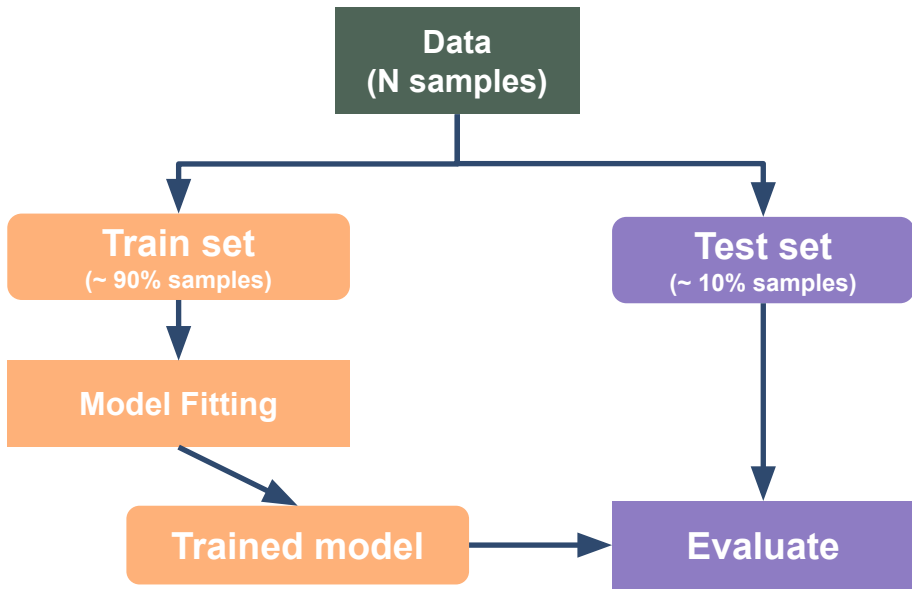 Data
(N samples)
Train set
(~ 90% samples)
Test set
(~ 10% samples)
Model Fitting
Trained model
Evaluate